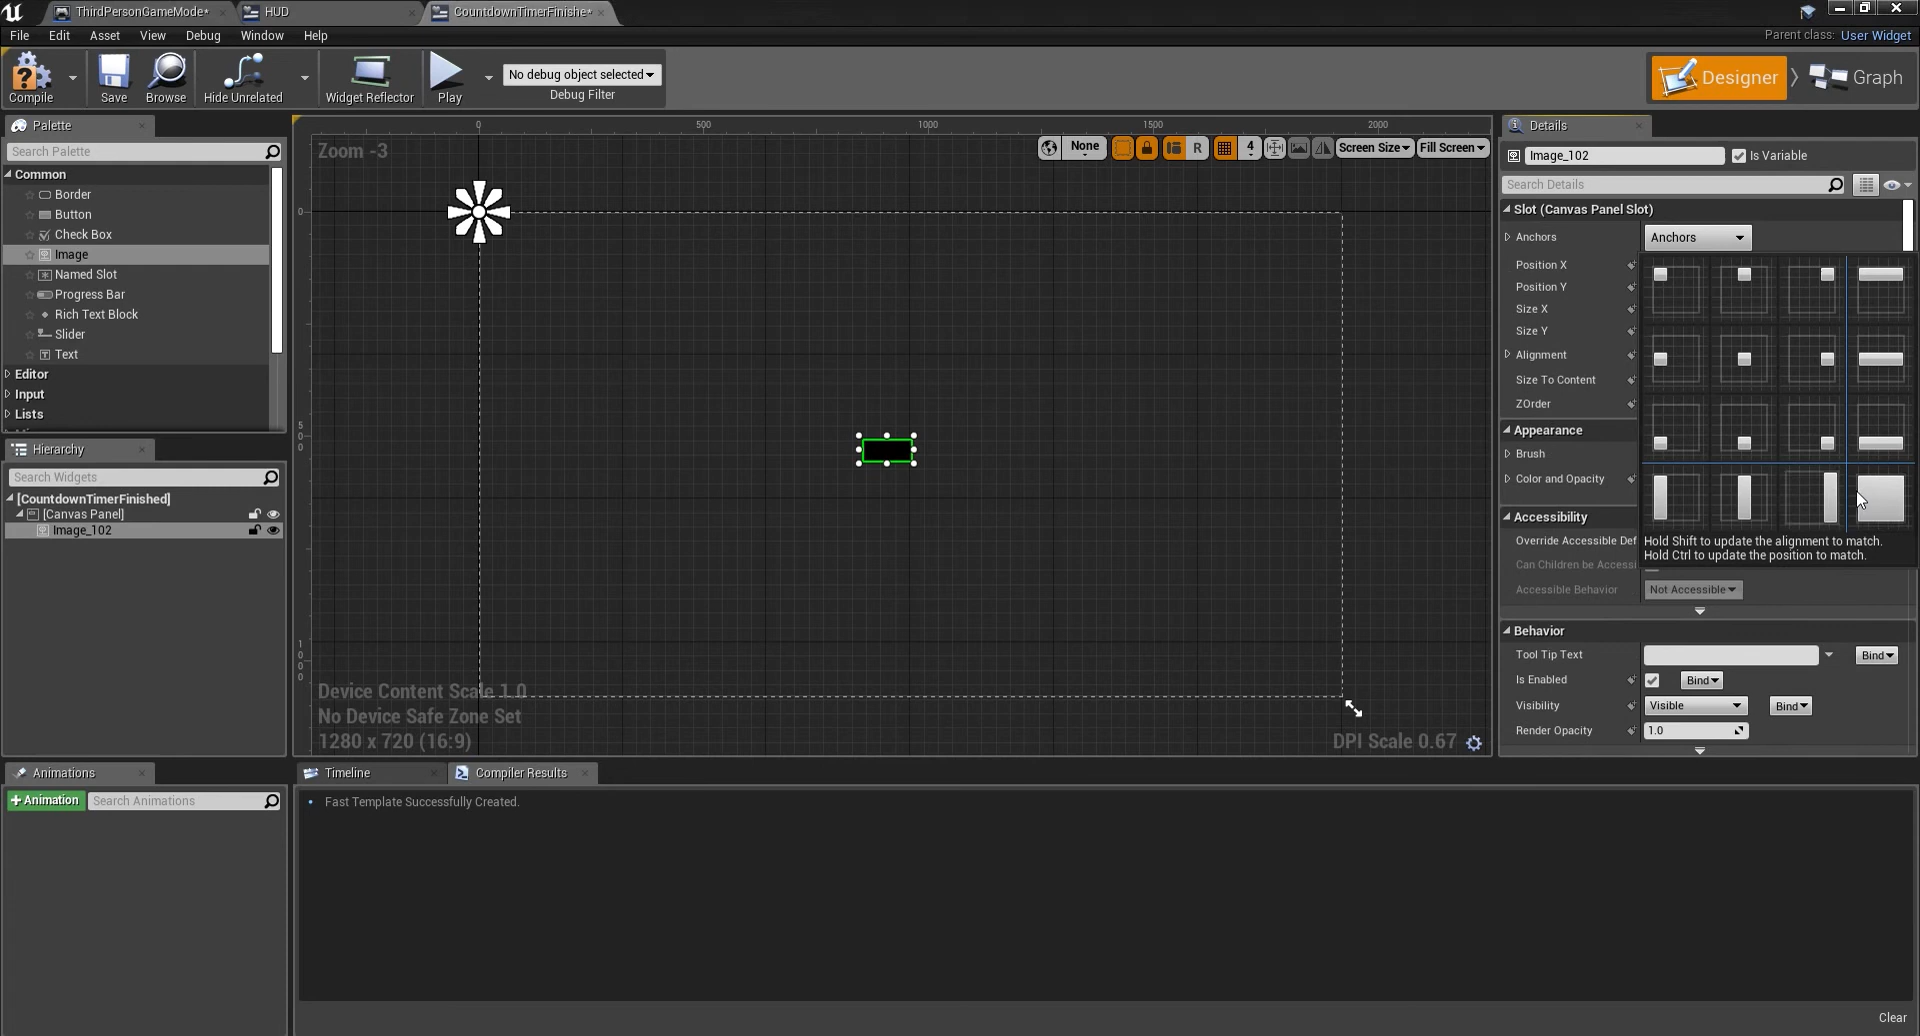 ThirdPersonGameMode*
HUD
CountdownTimerFinishe*
File Edit Asset View Debug Window Help
Parent class: User Widget
Compile
Save
Browse
Hide Unrelated
Widget Reflector
Play
No debug object selected
Debug Filter
Designer
Graph
Palette
Search Palette
Common
Border
Button
Check Box
Image
Named Slot
Progress Bar
Rich Text Block
Slider
Text
Editor
Input
Lists
Hierarchy
Search Widgets
[CountdownTimerFinished]
[Canvas Panel]
Image_102
Animations
+Animation
Search Animations
0 500 1000 1500 2000
Zoom -3
None
R
4
Screen Size
Fill Screen
0
500
1000
Device Content Scale 1.0
No Device Safe Zone Set
1280 x 720 (16:9)
DPI Scale 0.67
Timeline
Compiler Results
Fast Template Successfully Created.
Clear
Details
Image_102
Is Variable
Search Details
Slot (Canvas Panel Slot)
Anchors
Anchors
Position X
Position Y
Size X
Size Y
Alignment
Size To Content
ZOrder
Appearance
Brush
Color and Opacity
Accessibility
Override Accessible Def
Can Children be Accessi
Accessible Behavior
Not Accessible
Hold Shift to update the alignment to match.
Hold Ctrl to update the position to match.
Behavior
Tool Tip Text
Bind
Is Enabled
Bind
Visibility
Visible
Bind
Render Opacity
1.0